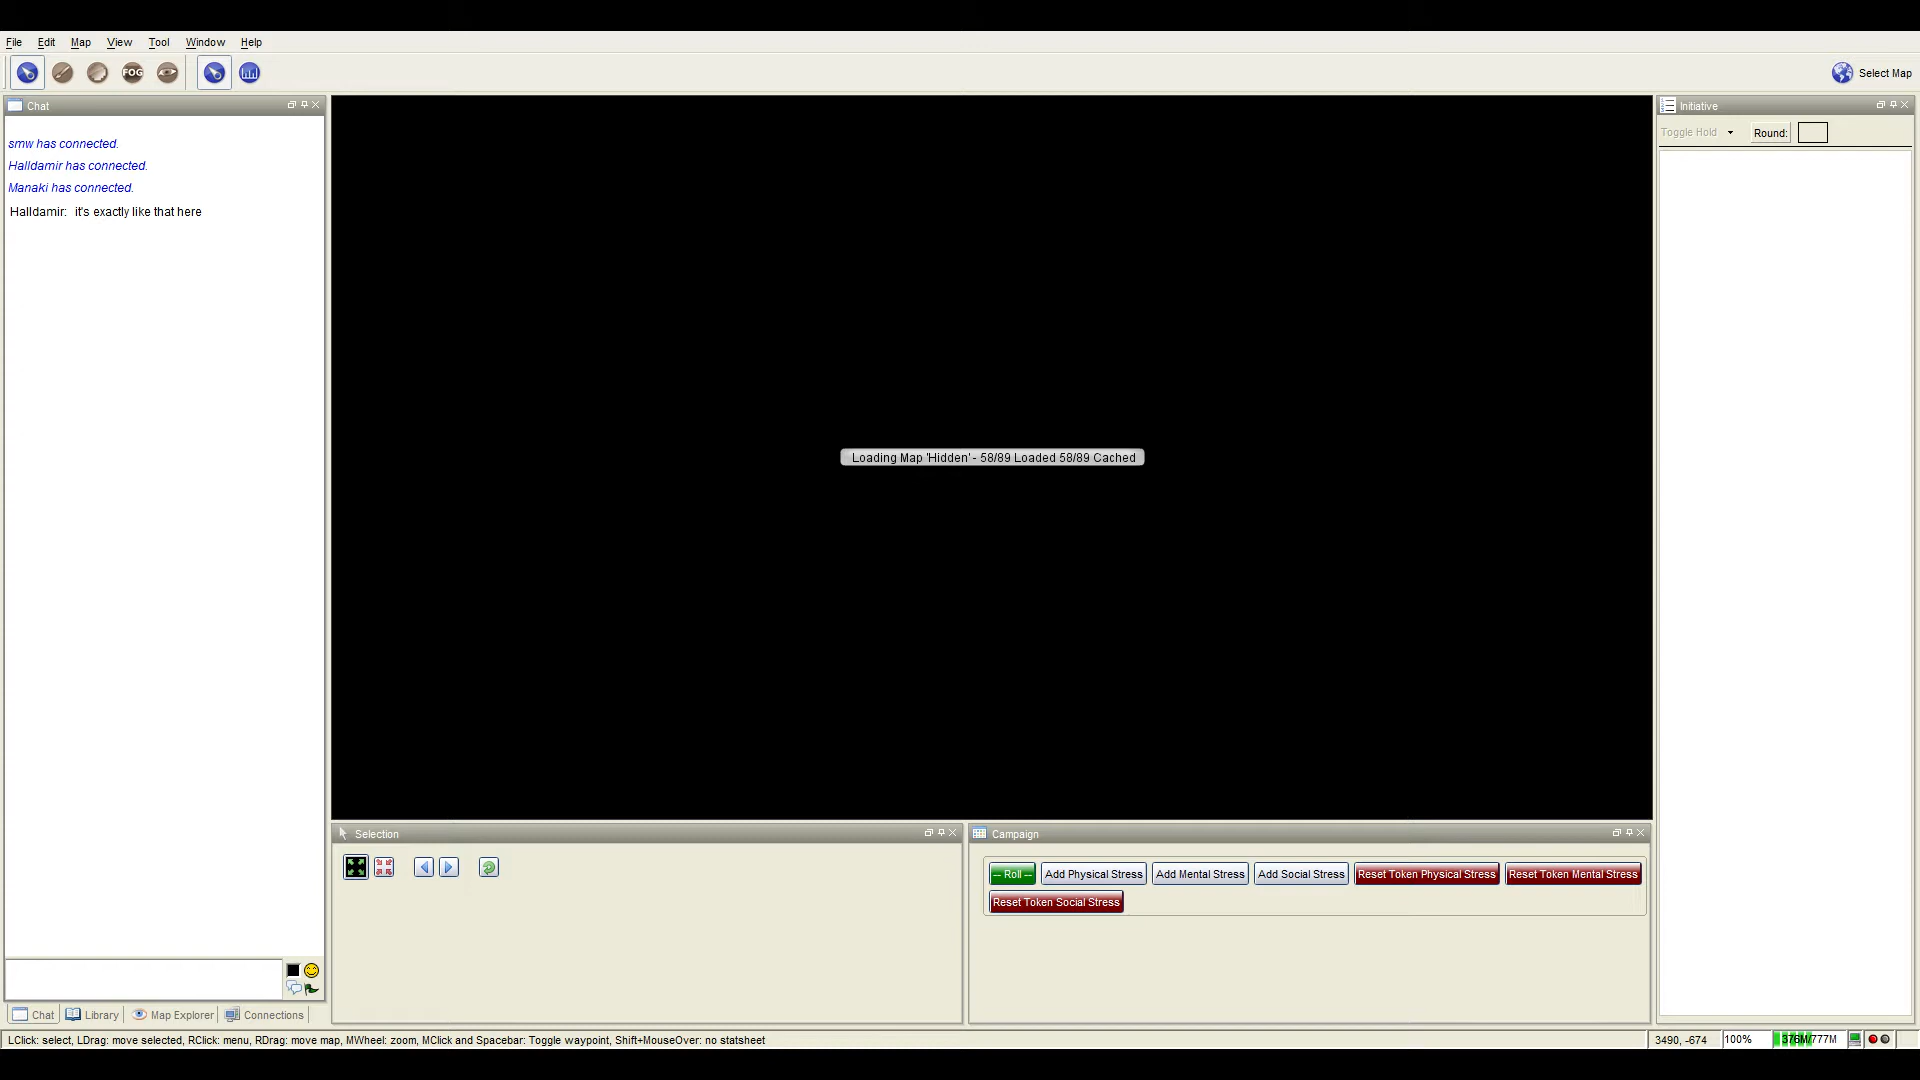 File Edit Map View Tool Window Help
FOG
Select Map
Chat
smw has connected.
Halldamir has connected.
Manaki has connected.
Halldamir: it's exactly like that here
Loading Map 'Hidden' - 58/89 Loaded 58/89 Cached
Initiative
Toggle Hold Round:
Selection
Campaign
-- Roll -- Add Physical Stress Add Mental Stress Add Social Stress Reset Token Physical Stress Reset Token Mental Stress
Reset Token Social Stress
Chat Library Map Explorer Connections
LClick: select, LDrag: move selected, RClick: menu, RDrag: move map, MWheel: zoom, MClick and Spacebar: Toggle waypoint, Shift+MouseOver: no statsheet
3490, -674 100% 376M/777M